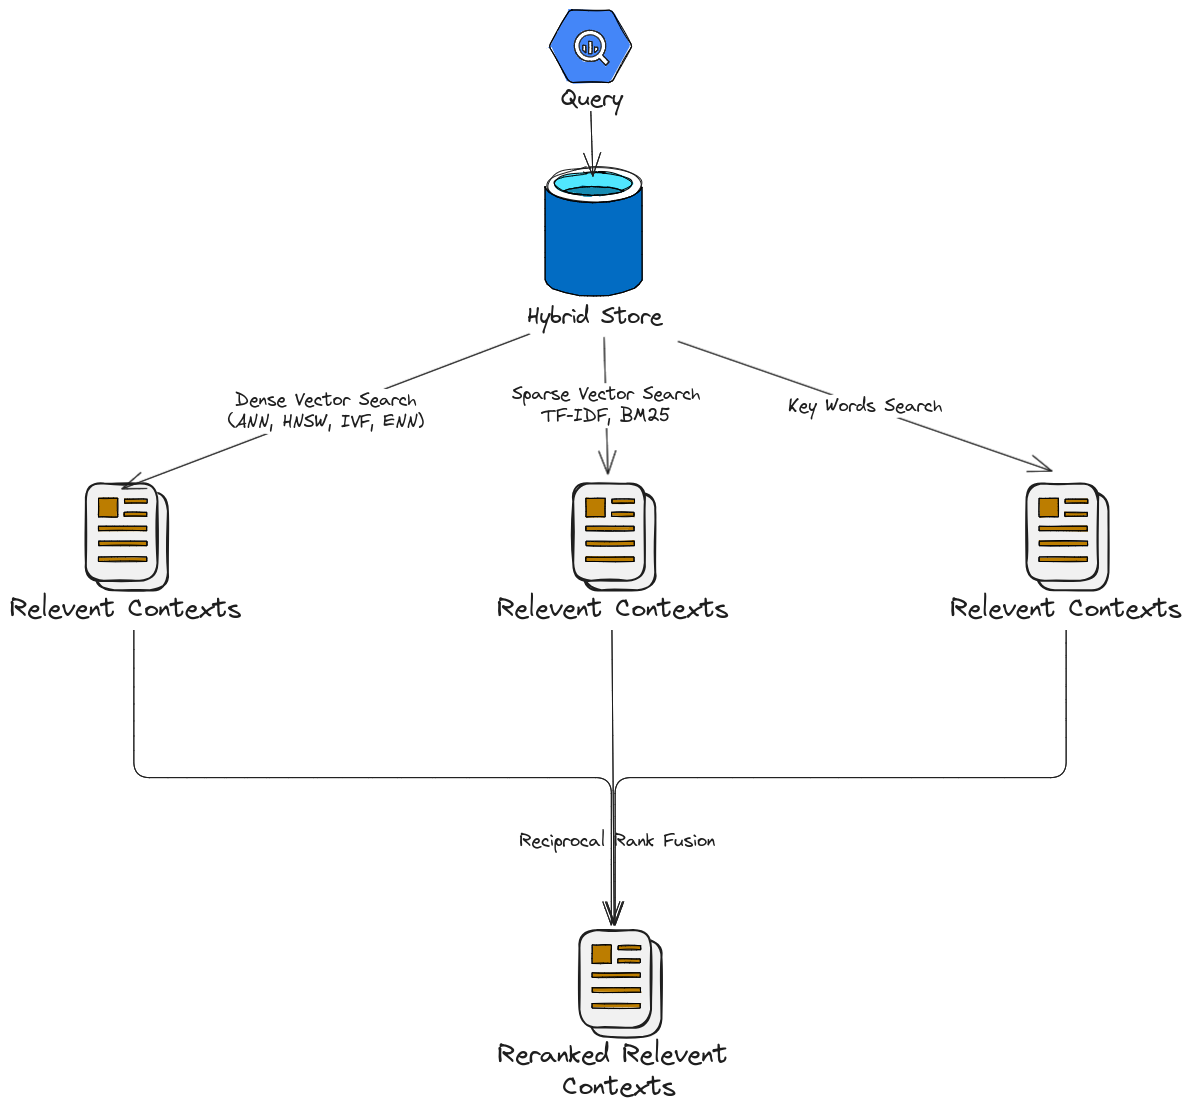 Query
Hybrid Store
Dense Vector Search
(ANN, HNSW, IVF, ENN)
Sparse Vector Search
TF-IDF, BM25
Key Words Search
Relevent Contexts
Relevent Contexts
Relevent Contexts
Reciprocal Rank Fusion
Reranked Relevent
Contexts